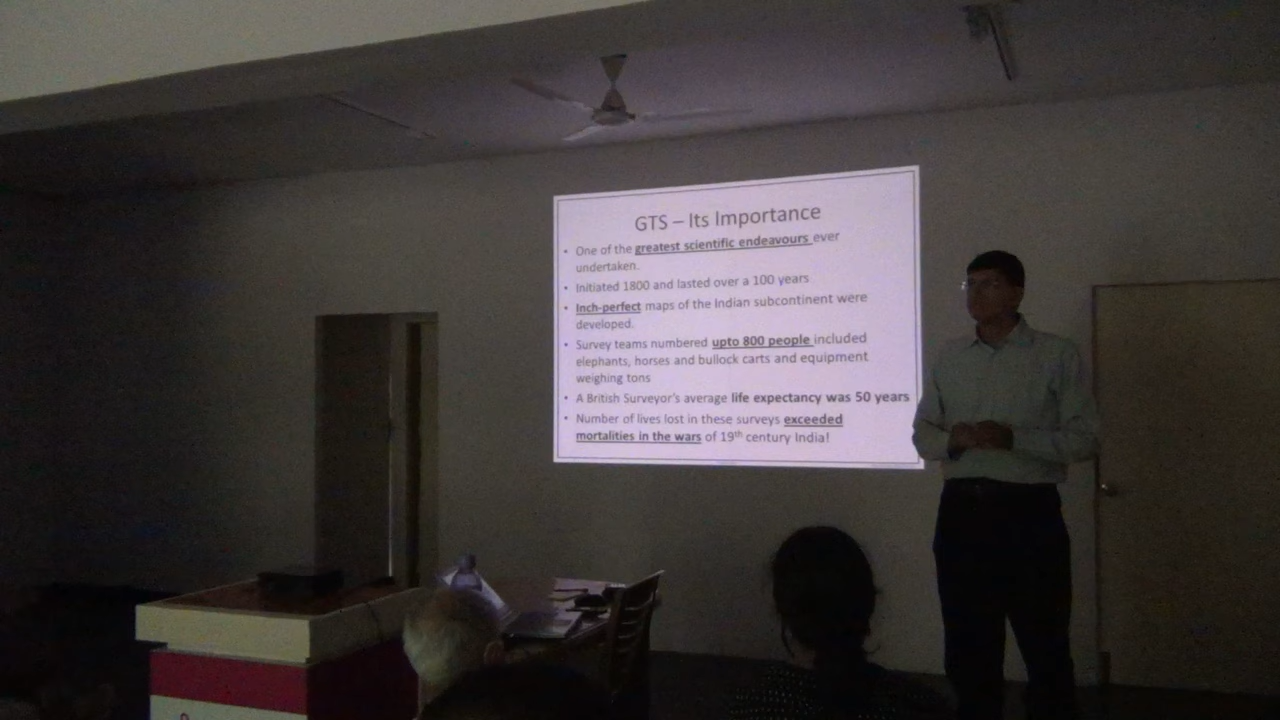 GTS – Its Importance
• One of the greatest scientific endeavours ever
undertaken.
• Initiated 1800 and lasted over a 100 years
• Inch-perfect maps of the Indian subcontinent were
developed.
• Survey teams numbered upto 800 people included
elephants, horses and bullock carts and equipment
weighing tons
• A British Surveyor's average life expectancy was 50 years
• Number of lives lost in these surveys exceeded
mortalities in the wars of 19th century India!